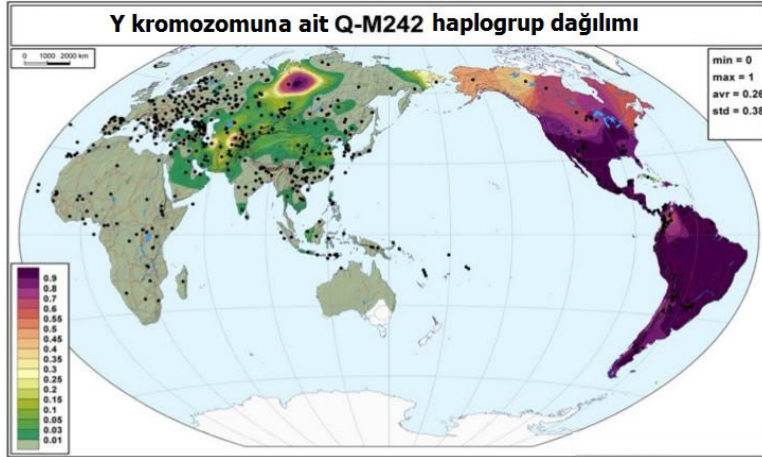 Y kromozomuna ait Q-M242 haplogrup dağılımı
0 1000 2000 km
min = 0
max = 1
avr = 0.26
std = 0.38
0.9
0.8
0.7
0.6
0.55
0.5
0.45
0.4
0.35
0.3
0.25
0.2
0.15
0.1
0.05
0.03
0.01